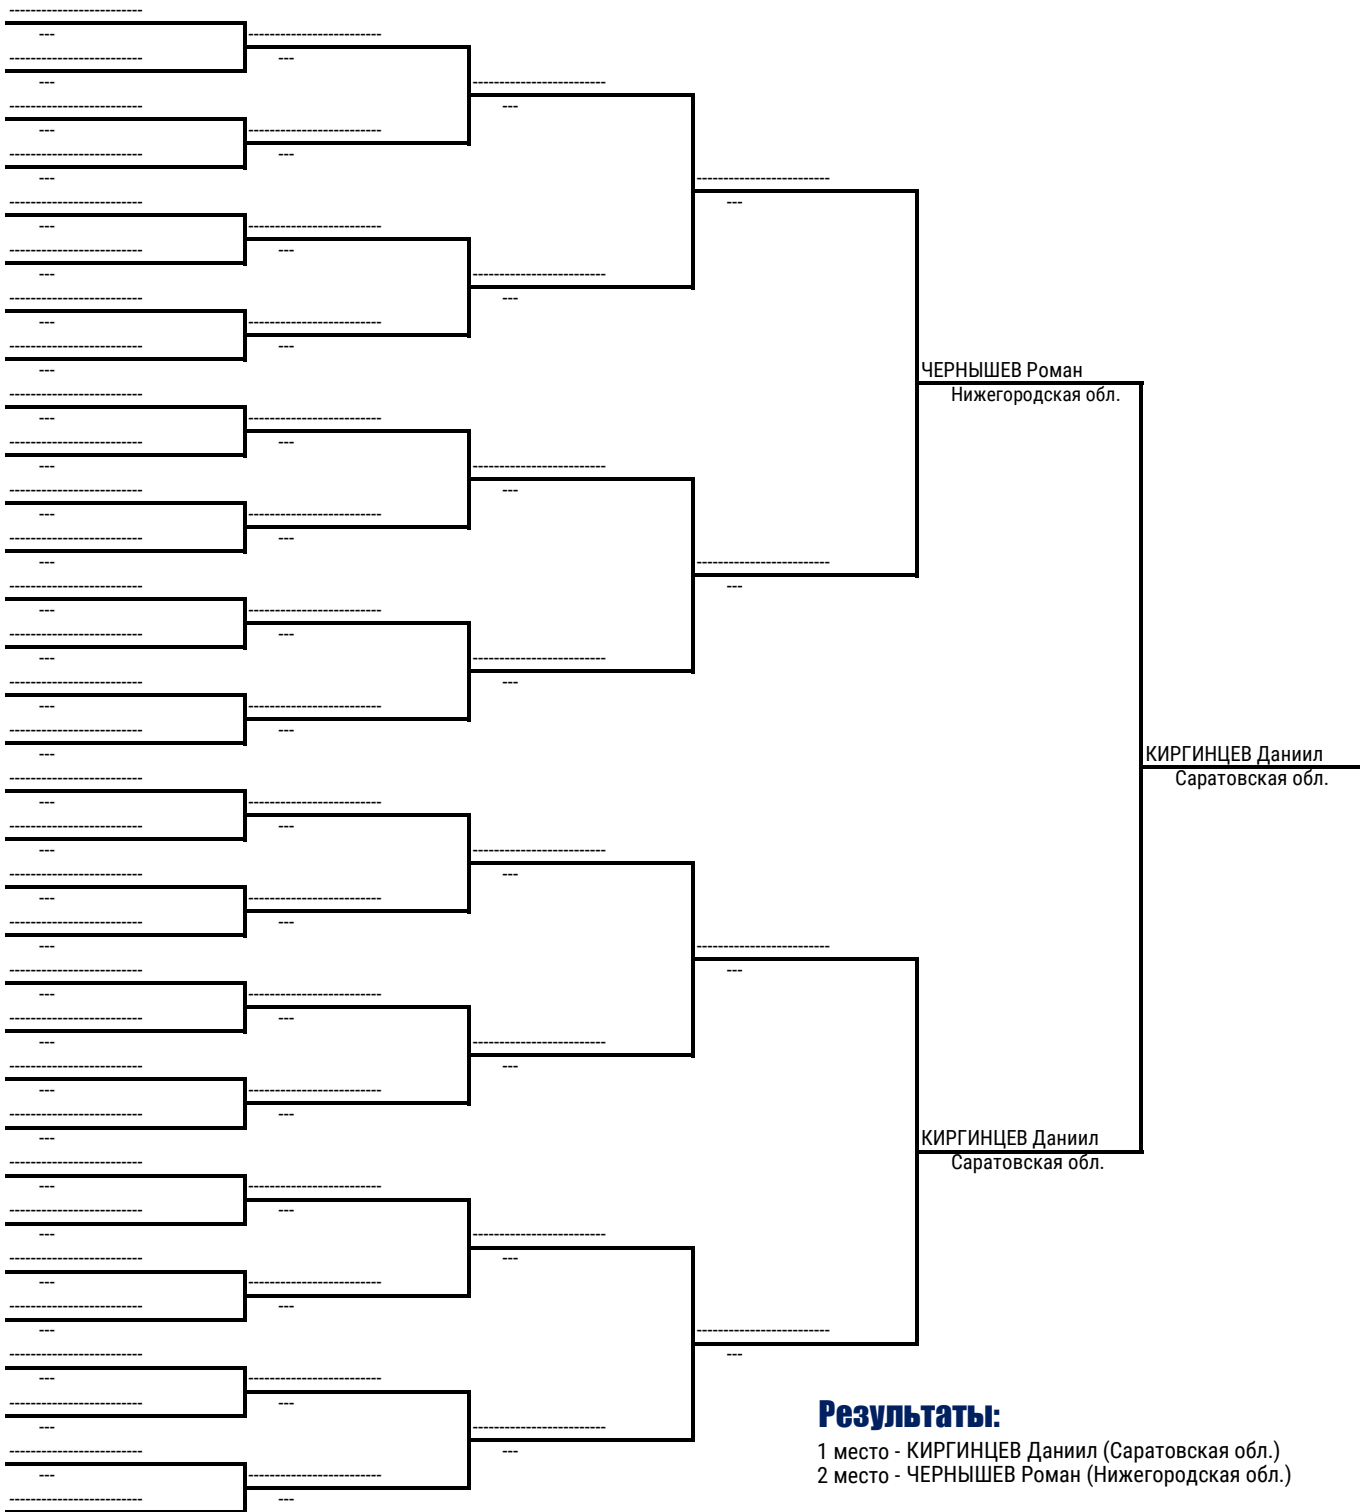 ЧЕРНЫШЕВ Роман
Нижегородская обл.
КИРГИНЦЕВ Даниил
Саратовская обл.
КИРГИНЦЕВ Даниил
Саратовская обл.
Результаты:
1 место - КИРГИНЦЕВ Даниил (Саратовская обл.)
2 место - ЧЕРНЫШЕВ Роман (Нижегородская обл.)